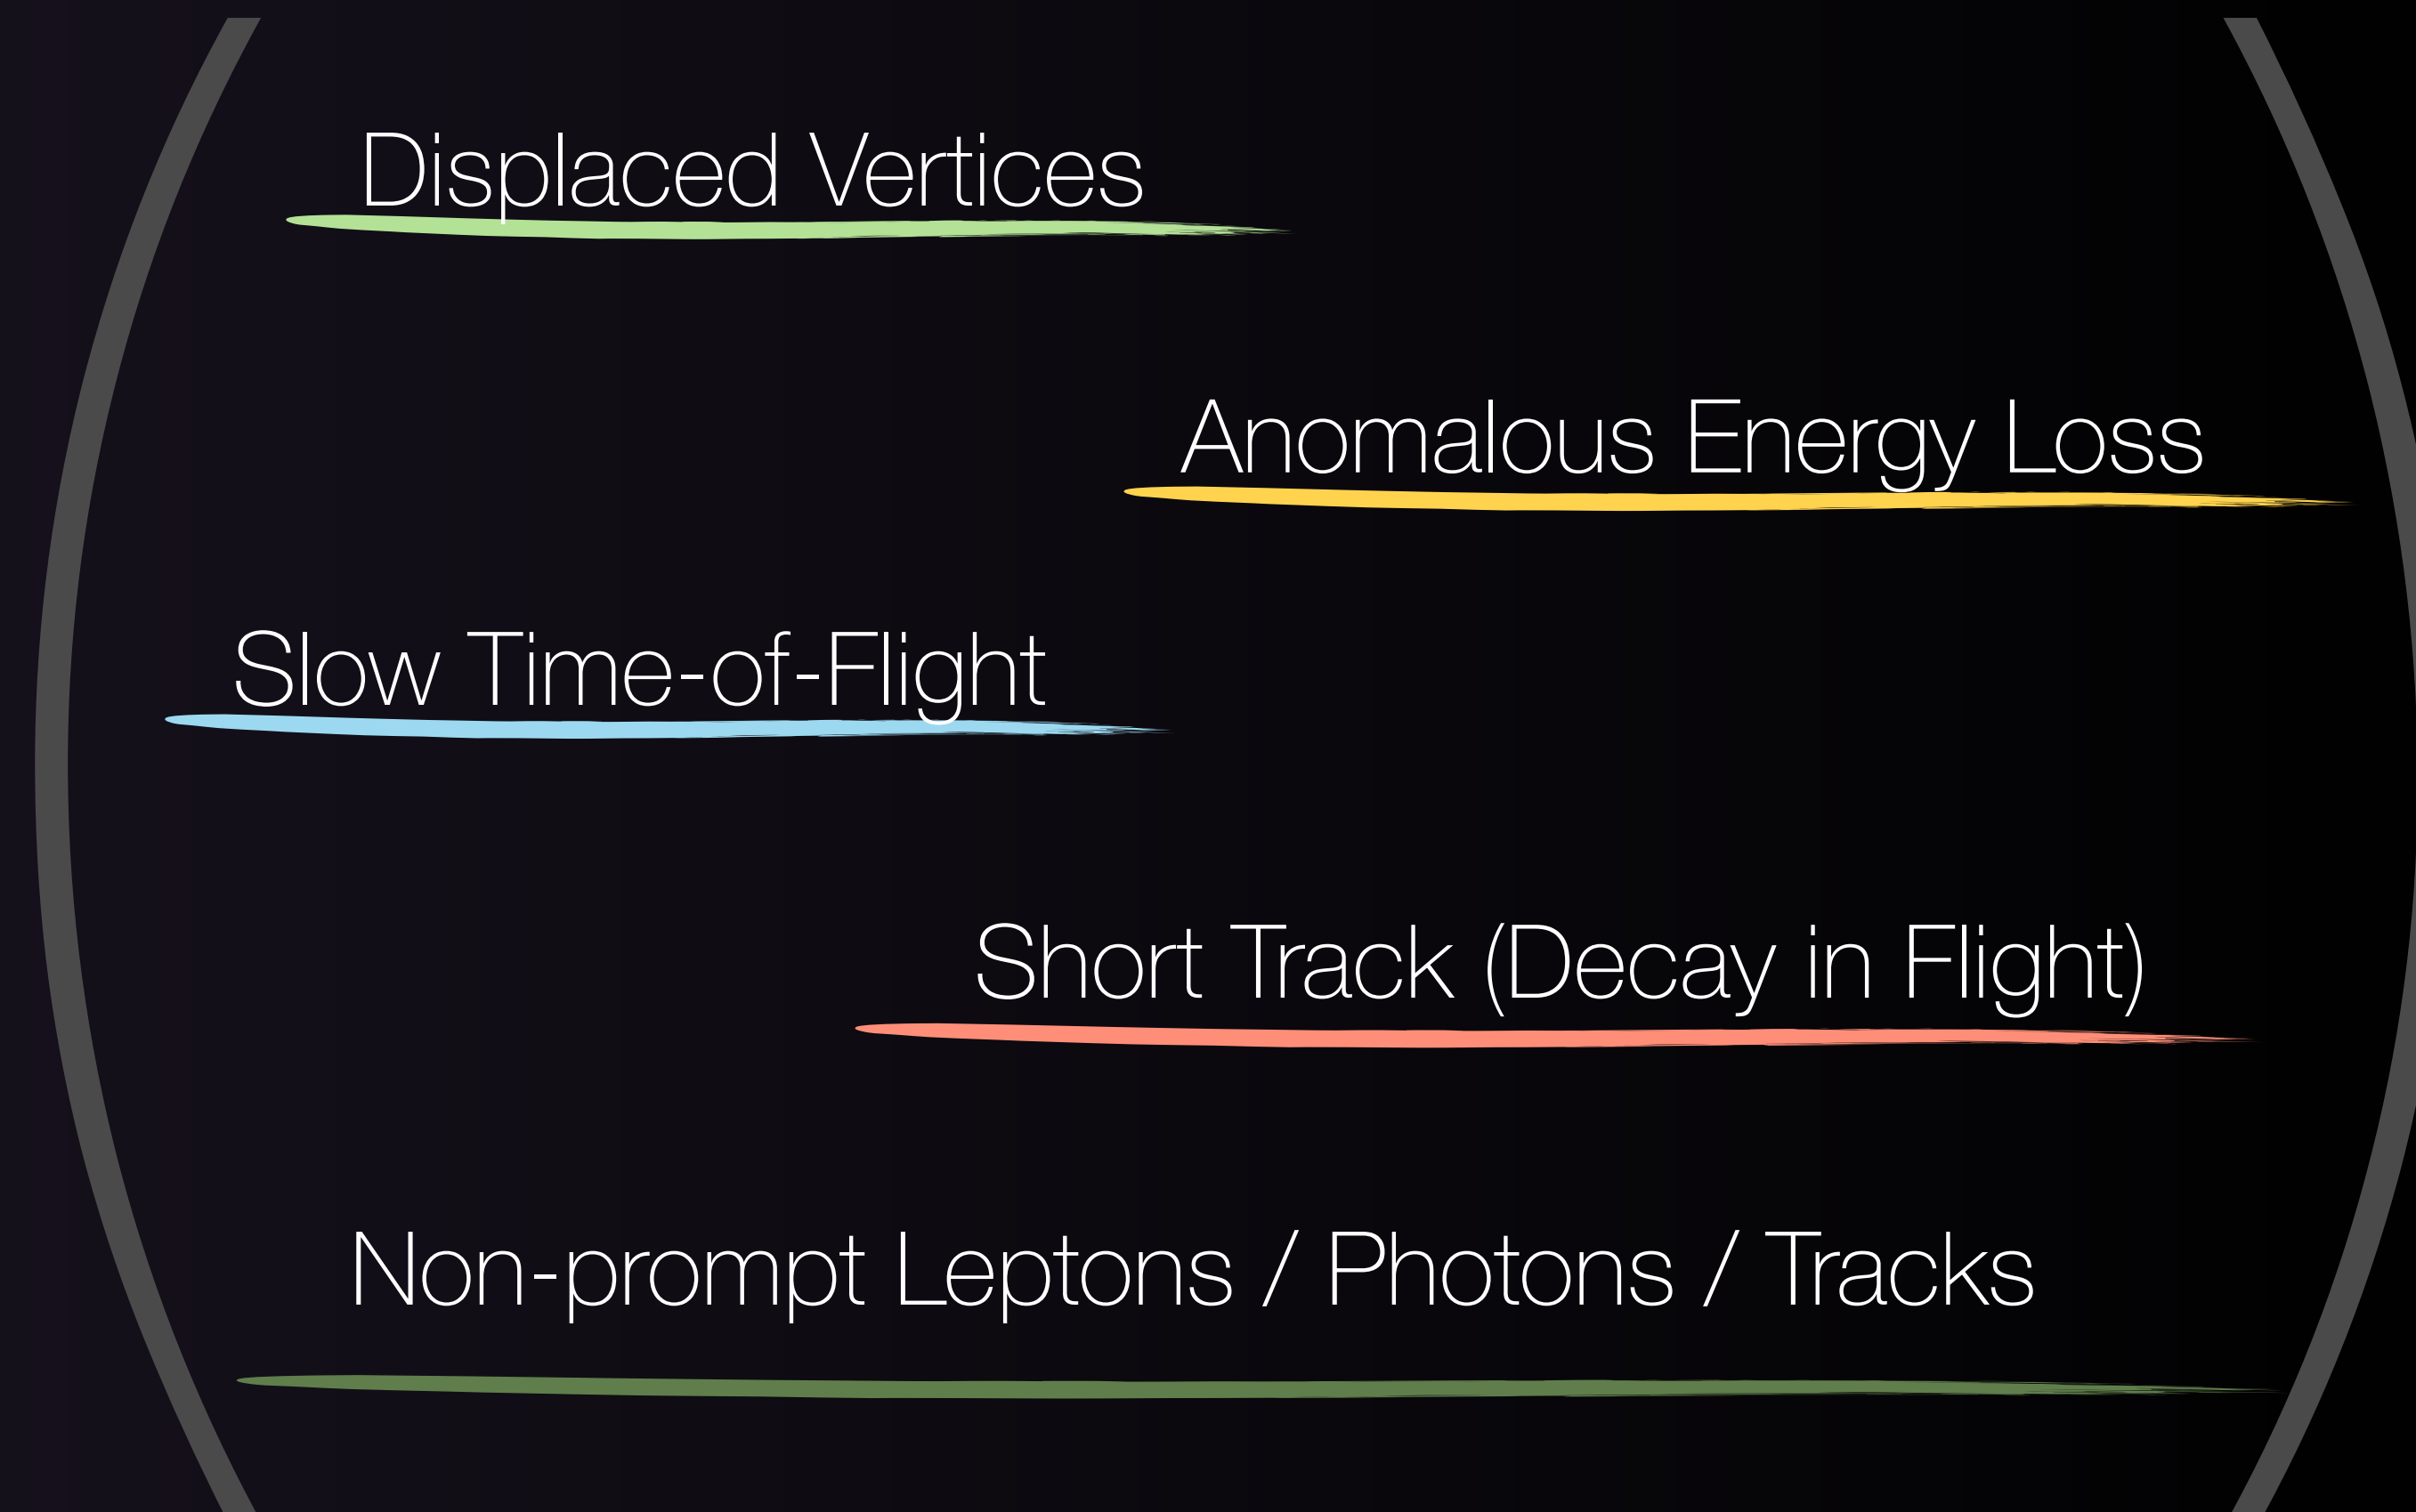 Displaced Vertices
Anomalous Energy Loss
Slow Time-of-Flight
Short Track (Decay in Flight)
Non-prompt Leptons / Photons / Tracks